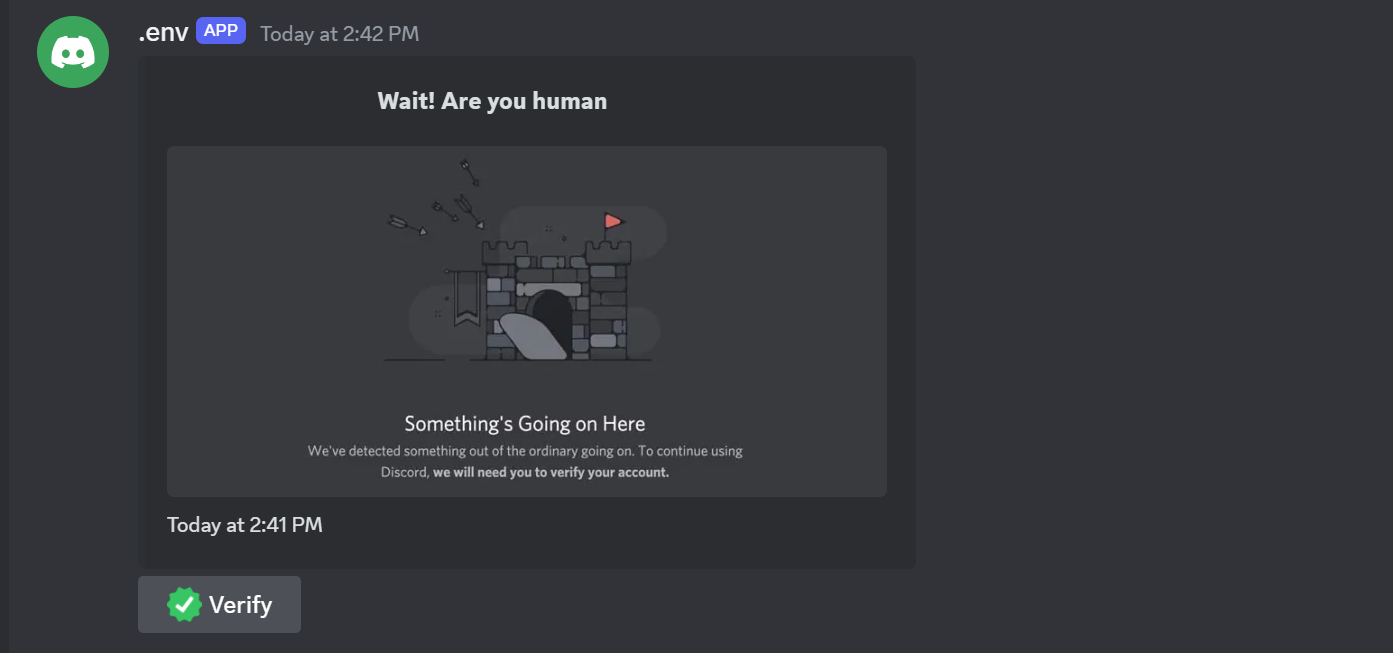 .env APP Today at 2:42 PM
Wait! Are you human
Something's Going on Here
We've detected something out of the ordinary going on. To continue using
Discord, we will need you to verify your account.
Today at 2:41 PM
Verify